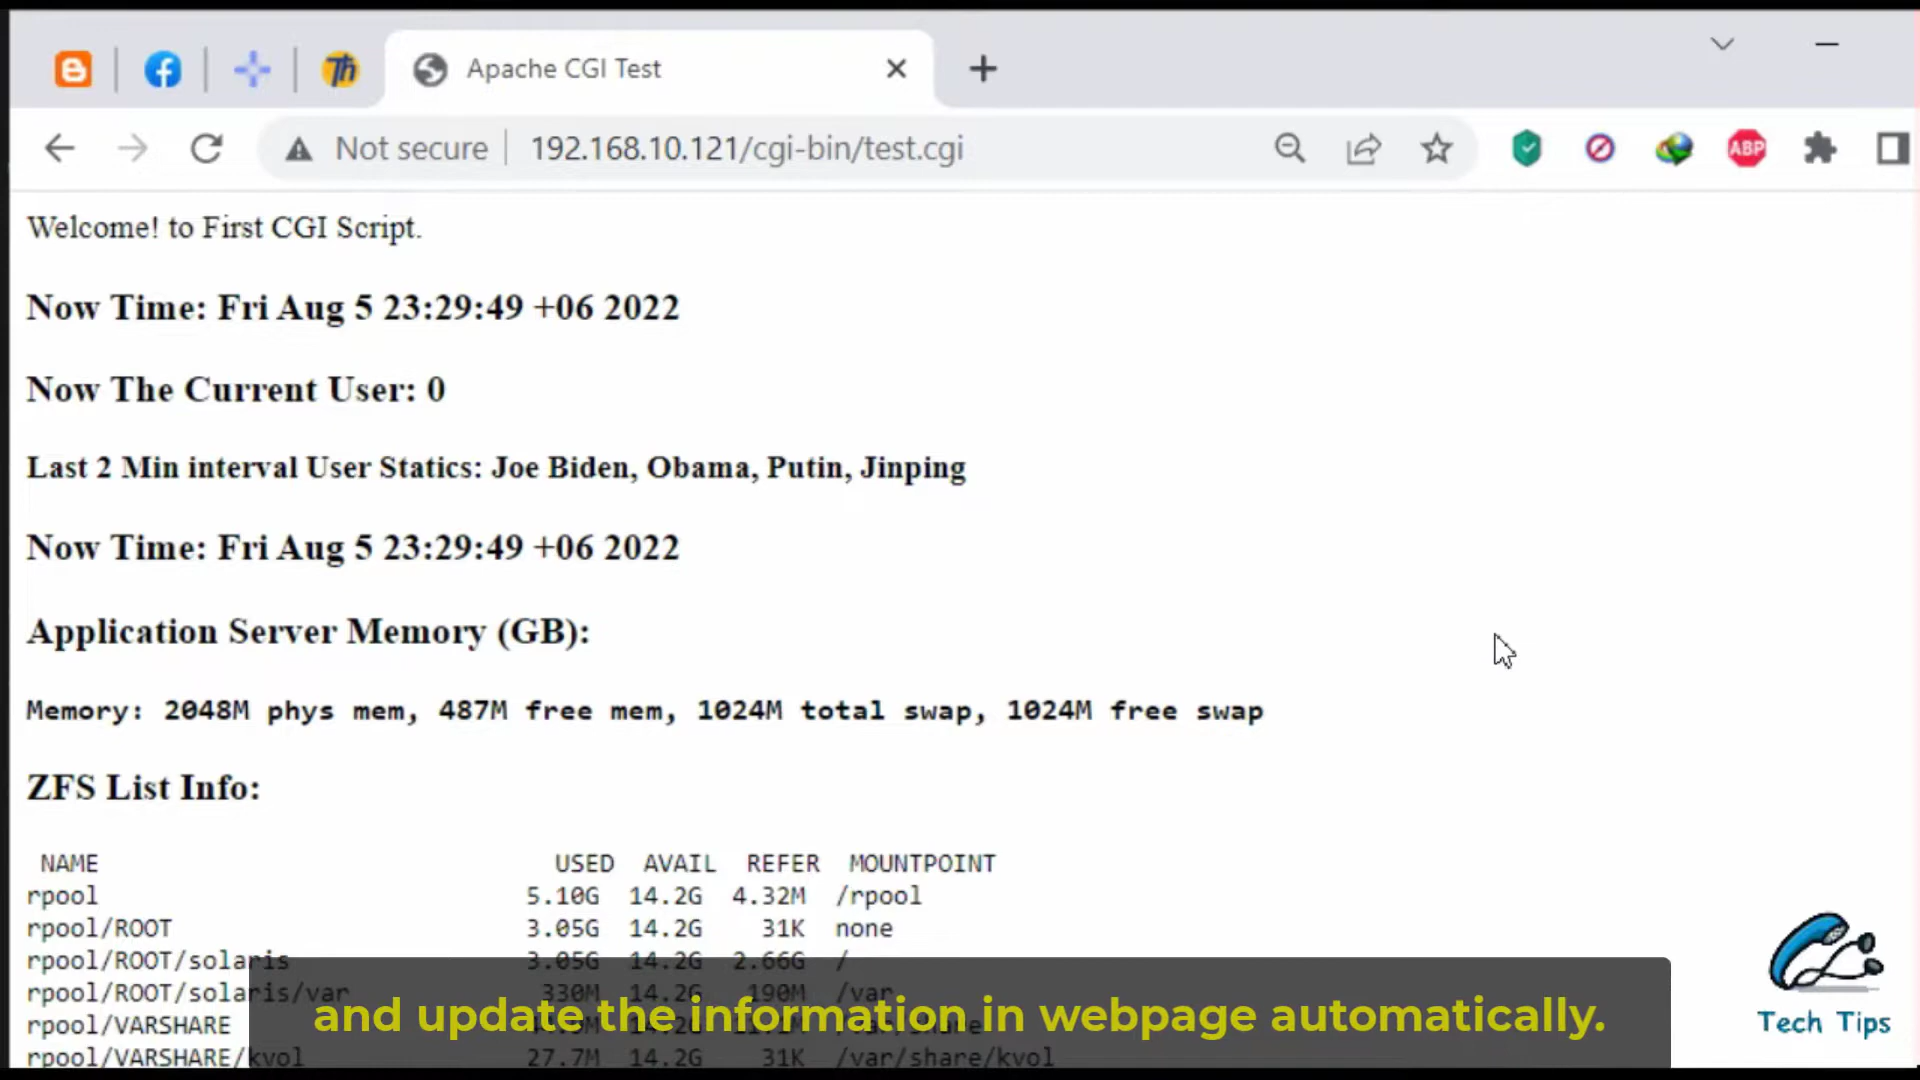 Apache CGI Test
Not secure 192.168.10.121/cgi-bin/test.cgi
ABP
Welcome! to First CGI Script.
Now Time: Fri Aug 5 23:29:49 +06 2022
Now The Current User: 0
Last 2 Min interval User Statics: Joe Biden, Obama, Putin, Jinping
Now Time: Fri Aug 5 23:29:49 +06 2022
Application Server Memory (GB):
Memory: 2048M phys mem, 487M free mem, 1024M total swap, 1024M free swap
ZFS List Info:
NAME USED AVAIL REFER MOUNTPOINT
rpool 5.10G 14.2G 4.32M /rpool
rpool/ROOT 3.05G 14.2G 31K none
rpool/ROOT/solaris 3.05G 14.2G 2.66G /
rpool/ROOT/solaris/var 330M 14.2G 190M /var
rpool/VARSHARE
rpool/VARSHARE/kvol 27.7M 14.2G 31K /var/share/kvol
and update the information in webpage automatically.
Tech Tips